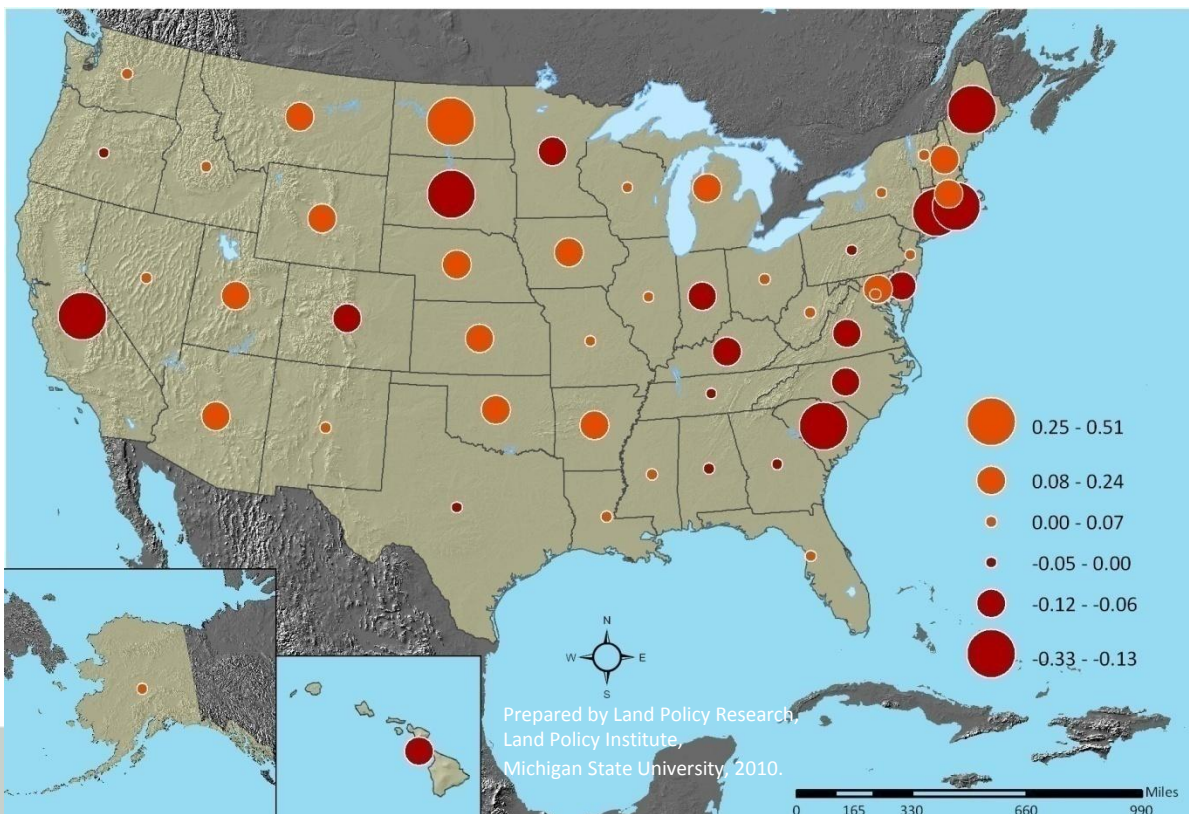 0.25 - 0.51
0.08 - 0.24
0.00 - 0.07
-0.05 - 0.00
-0.12 - -0.06
-0.33 - -0.13
N
W E
S
Prepared by Land Policy Research,
Land Policy Institute,
Michigan State University, 2010.
Miles
0 165 330 660 990